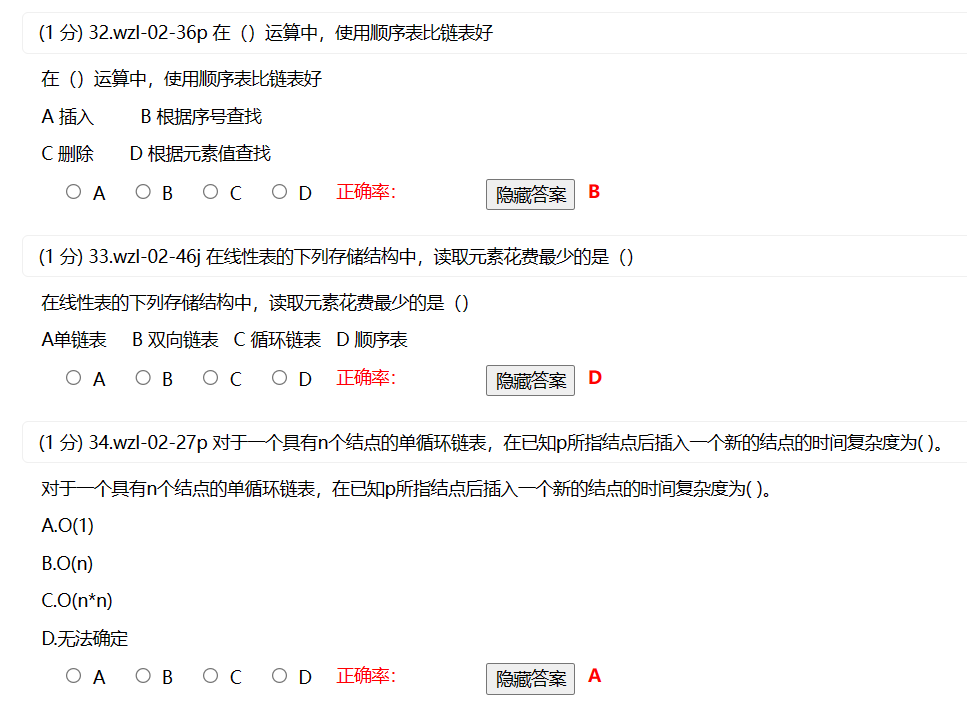 (1 分) 32.wzl-02-36p 在（）运算中，使用顺序表比链表好
在（）运算中，使用顺序表比链表好
A 插入 B 根据序号查找
C 删除 D 根据元素值查找
A B C D 正确率: 隐藏答案 B
(1 分) 33.wzl-02-46j 在线性表的下列存储结构中，读取元素花费最少的是（）
在线性表的下列存储结构中，读取元素花费最少的是（）
A单链表 B 双向链表 C 循环链表 D 顺序表
A B C D 正确率: 隐藏答案 D
(1 分) 34.wzl-02-27p 对于一个具有n个结点的单循环链表，在已知p所指结点后插入一个新的结点的时间复杂度为( )。
对于一个具有n个结点的单循环链表，在已知p所指结点后插入一个新的结点的时间复杂度为( )。
A.O(1)
B.O(n)
C.O(n*n)
D.无法确定
A B C D 正确率: 隐藏答案 A